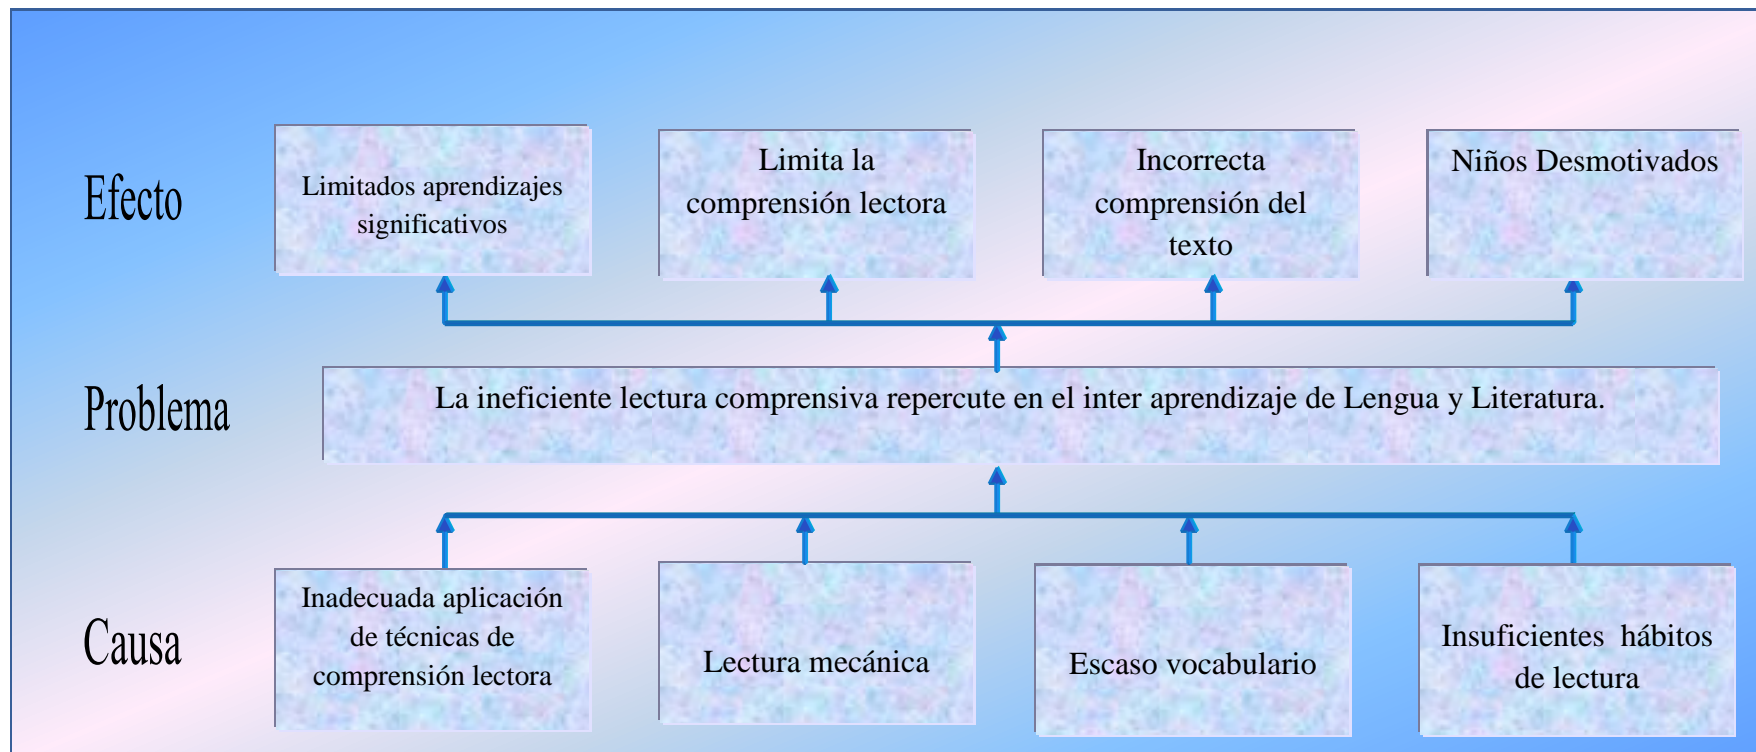 Efecto
Limitados aprendizajes
significativos
Limita la
comprensión lectora
Incorrecta
comprensión del
texto
Niños Desmotivados
Problema
La ineficiente lectura comprensiva repercute en el inter aprendizaje de Lengua y Literatura.
Causa
Inadecuada aplicación
de técnicas de
comprensión lectora
Lectura mecánica
Escaso vocabulario
Insuficientes hábitos
de lectura